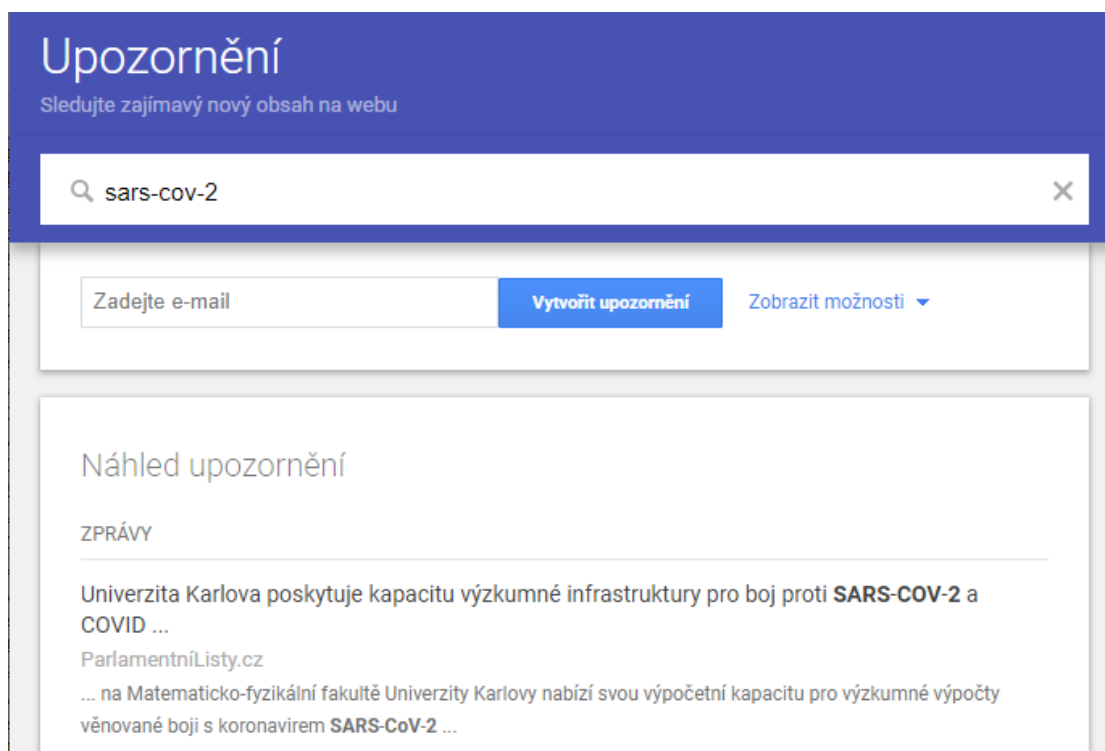 Upozornění
Sledujte zajímavý nový obsah na webu
sars-cov-2
Zadejte e-mail
Vytvořit upozornění
Zobrazit možnosti
Náhled upozornění
ZPRÁVY
Univerzita Karlova poskytuje kapacitu výzkumné infrastruktury pro boj proti SARS-COV-2 a
COVID ...
ParlamentníListy.cz
... na Matematicko-fyzikální fakultě Univerzity Karlovy nabízí svou výpočetní kapacitu pro výzkumné výpočty
věnované boji s koronavirem SARS-CoV-2 ...